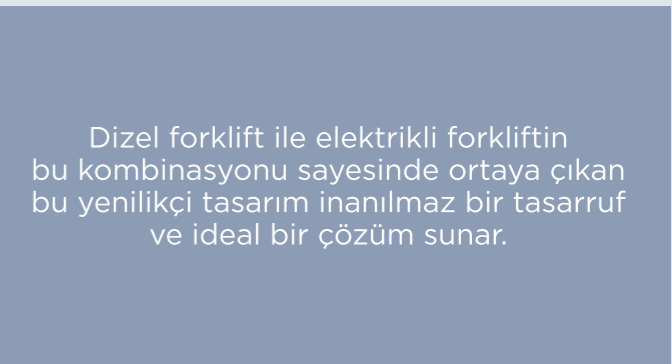 Dizel forklift ile elektrikli forkliftin
bu kombinasyonu sayesinde ortaya çıkan
bu yenilikçi tasarım inanılmaz bir tasarruf
ve ideal bir çözüm sunar.